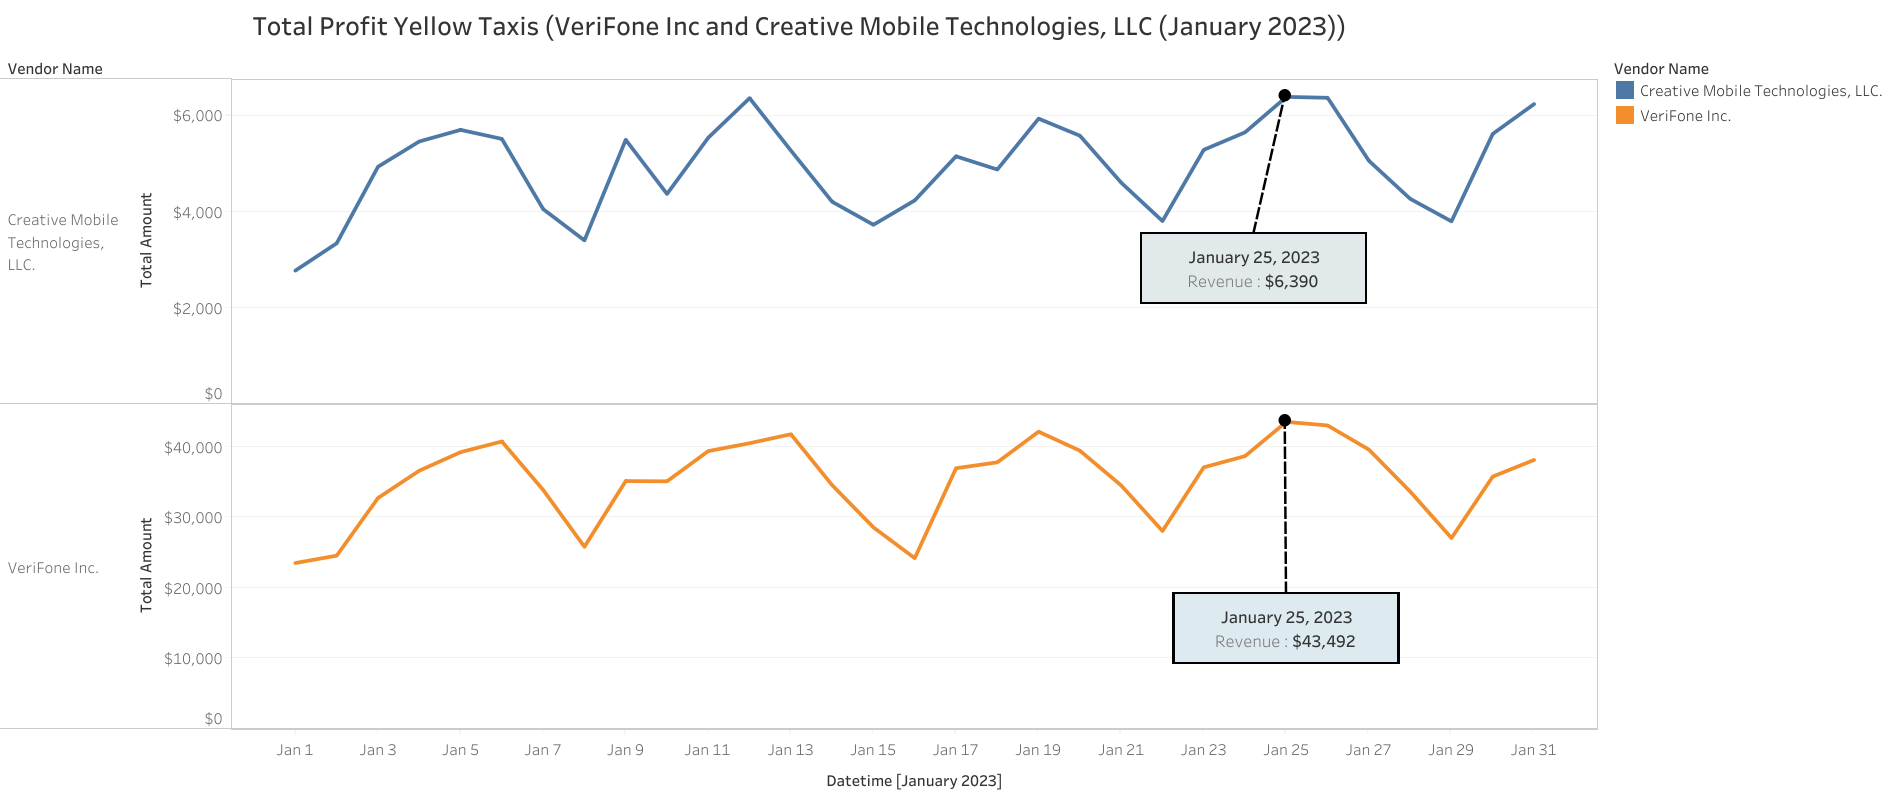 Total Profit Yellow Taxis (VeriFone Inc and Creative Mobile Technologies, LLC (January 2023))
Vendor Name
Creative Mobile
Technologies,
LLC.
Total Amount
$6,000
$4,000
$2,000
$0
January 25, 2023
Revenue : $6,390
VeriFone Inc.
Total Amount
$40,000
$30,000
$20,000
$10,000
$0
January 25, 2023
Revenue : $43,492
Jan 1 Jan 3 Jan 5 Jan 7 Jan 9 Jan 11 Jan 13 Jan 15 Jan 17 Jan 19 Jan 21 Jan 23 Jan 25 Jan 27 Jan 29 Jan 31
Datetime [January 2023]
Vendor Name
Creative Mobile Technologies, LLC.
VeriFone Inc.